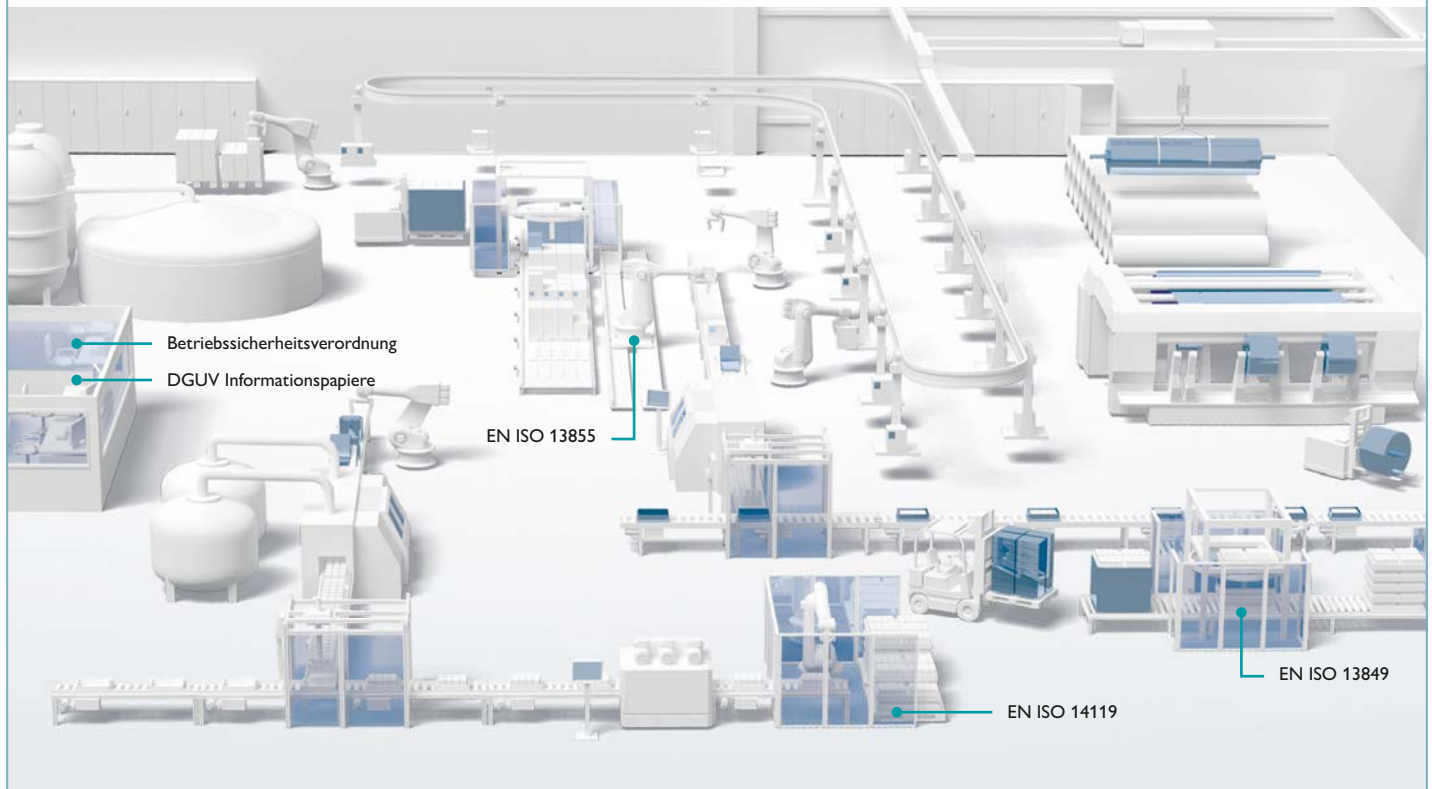 Betriebssicherheitsverordnung
DGUV Informationspapiere
EN ISO 13855
EN ISO 13849
EN ISO 14119